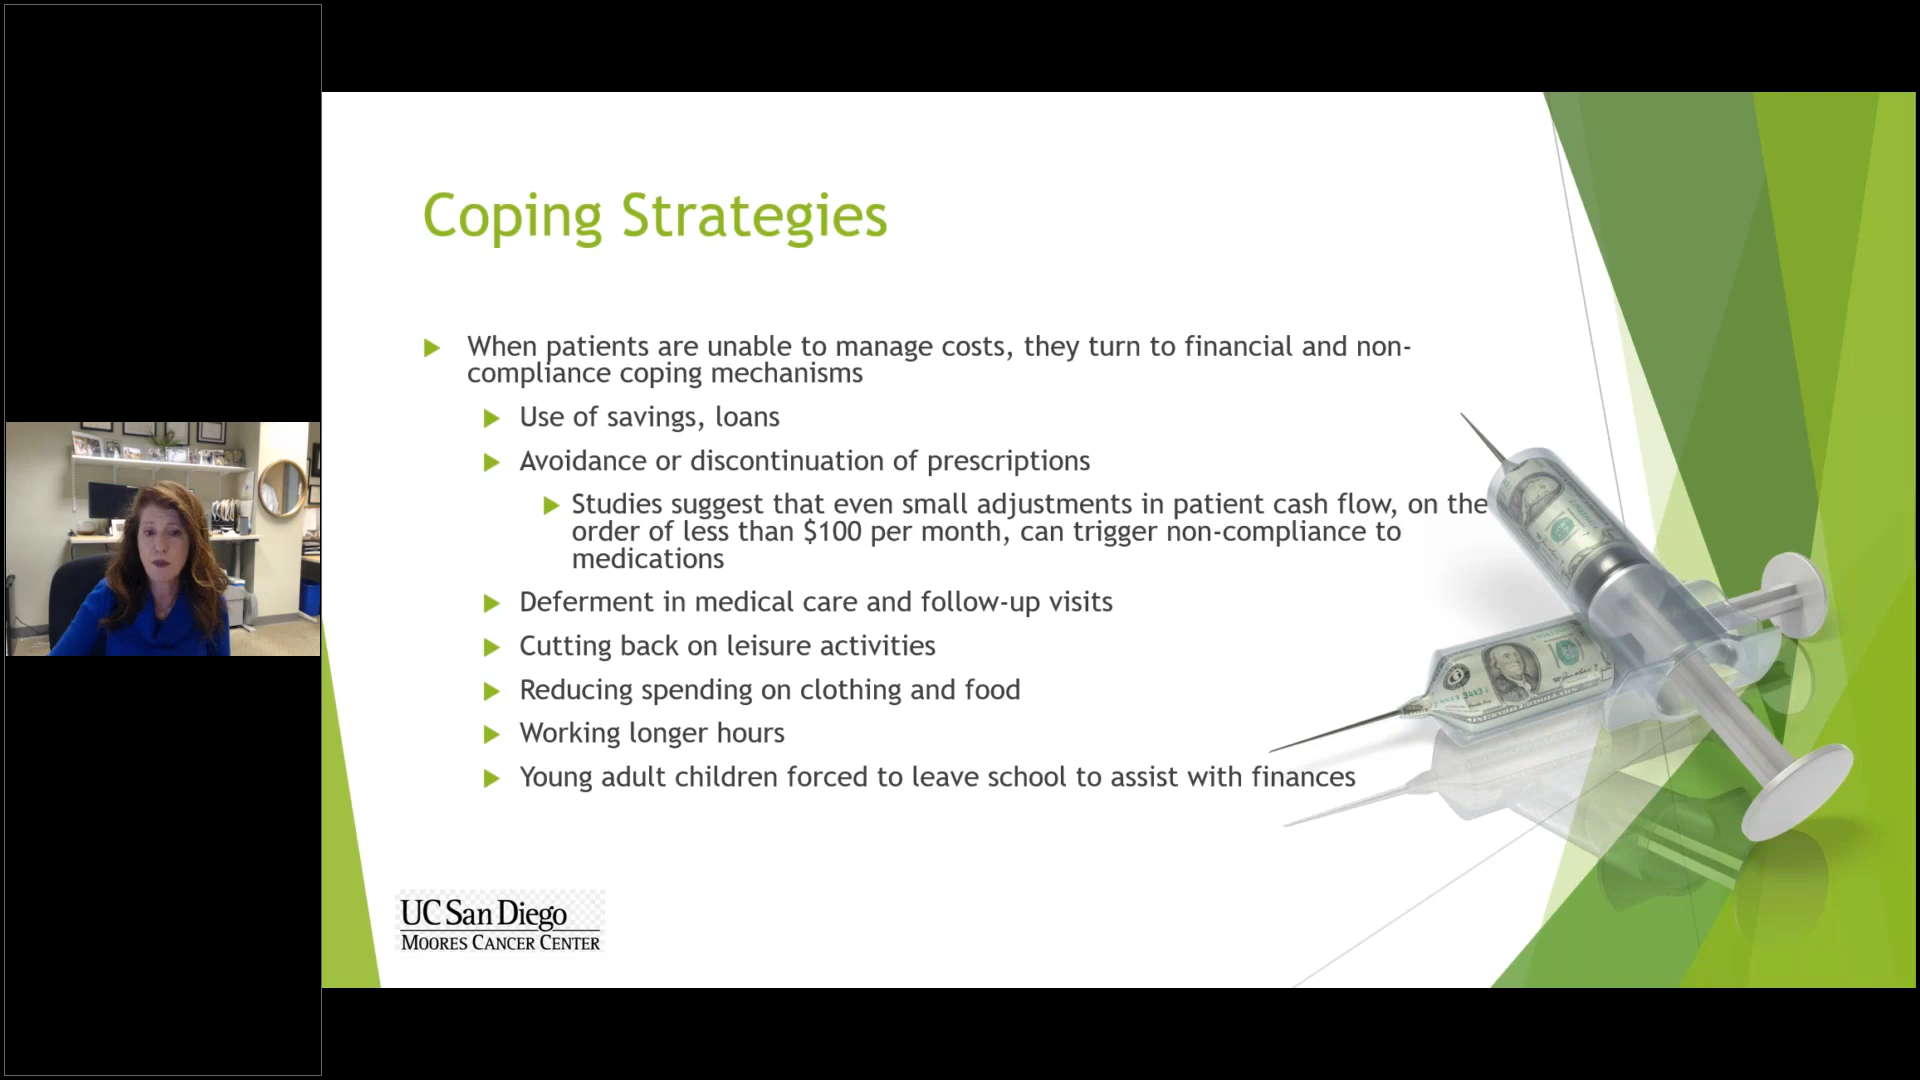 Coping Strategies
When patients are unable to manage costs, they turn to financial and non-
compliance coping mechanisms
Use of savings, loans
Avoidance or discontinuation of prescriptions
Studies suggest that even small adjustments in patient cash flow, on the
order of less than $100 per month, can trigger non-compliance to
medications
Deferment in medical care and follow-up visits
Cutting back on leisure activities
Reducing spending on clothing and food
Working longer hours
Young adult children forced to leave school to assist with finances
UC San Diego
MOORES CANCER CENTER